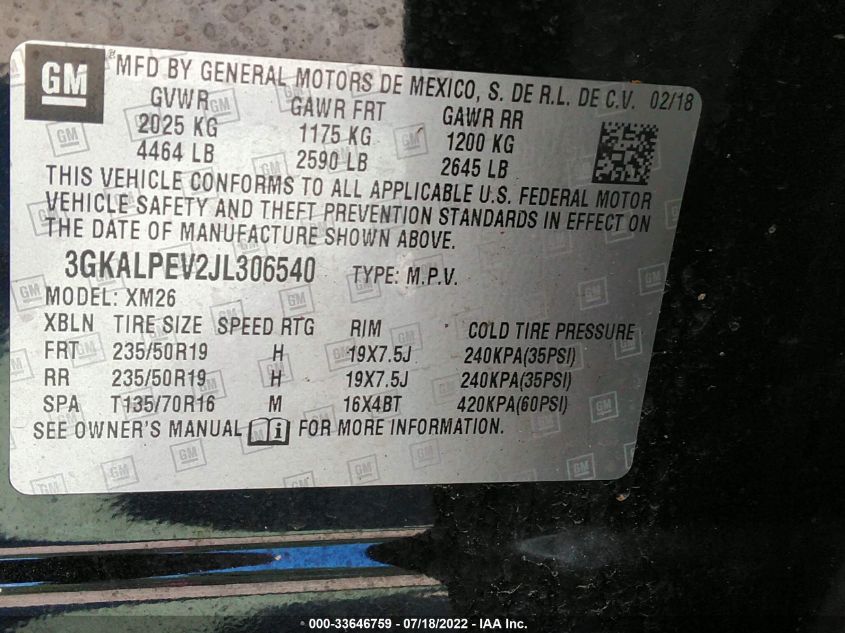 GM
MFD BY GENERAL MOTORS DE MEXICO, S. DE R.L. DE C.V. 02/18
GVWR GAWR FRT GAWR RR
2025 KG 1175 KG 1200 KG
4464 LB 2590 LB 2645 LB
THIS VEHICLE CONFORMS TO ALL APPLICABLE U.S. FEDERAL MOTOR
VEHICLE SAFETY AND THEFT PREVENTION STANDARDS IN EFFECT ON
THE DATE OF MANUFACTURE SHOWN ABOVE.
3GKALPEV2JL306540 TYPE: M.P.V.
MODEL: XM26
XBLN TIRE SIZE SPEED RTG RIM COLD TIRE PRESSURE
FRT 235/50R19 H 19X7.5J 240KPA(35PSI)
RR 235/50R19 H 19X7.5J 240KPA(35PSI)
SPA T135/70R16 M 16X4BT 420KPA(60PSI)
SEE OWNER'S MANUAL i FOR MORE INFORMATION.
000-33646759 - 07/18/2022 - IAA Inc.